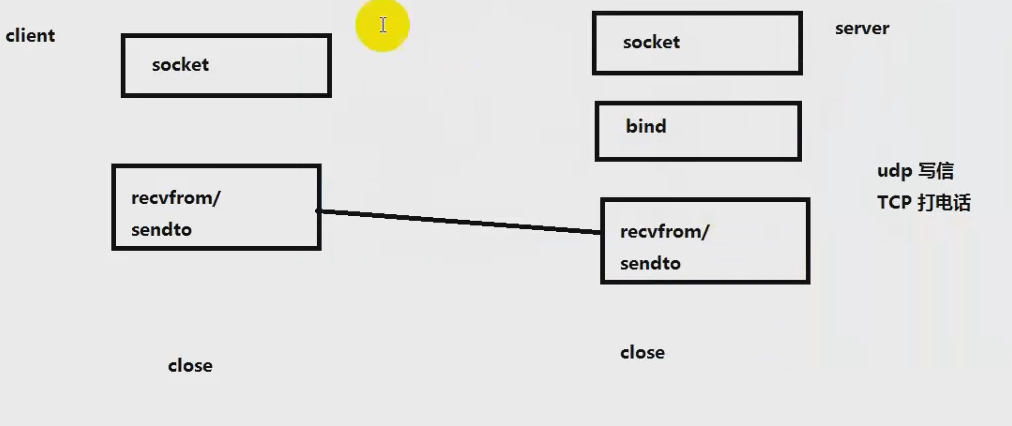 client
socket
recvfrom/
sendto
close
socket
server
bind
recvfrom/
sendto
close
udp 写信
TCP 打电话